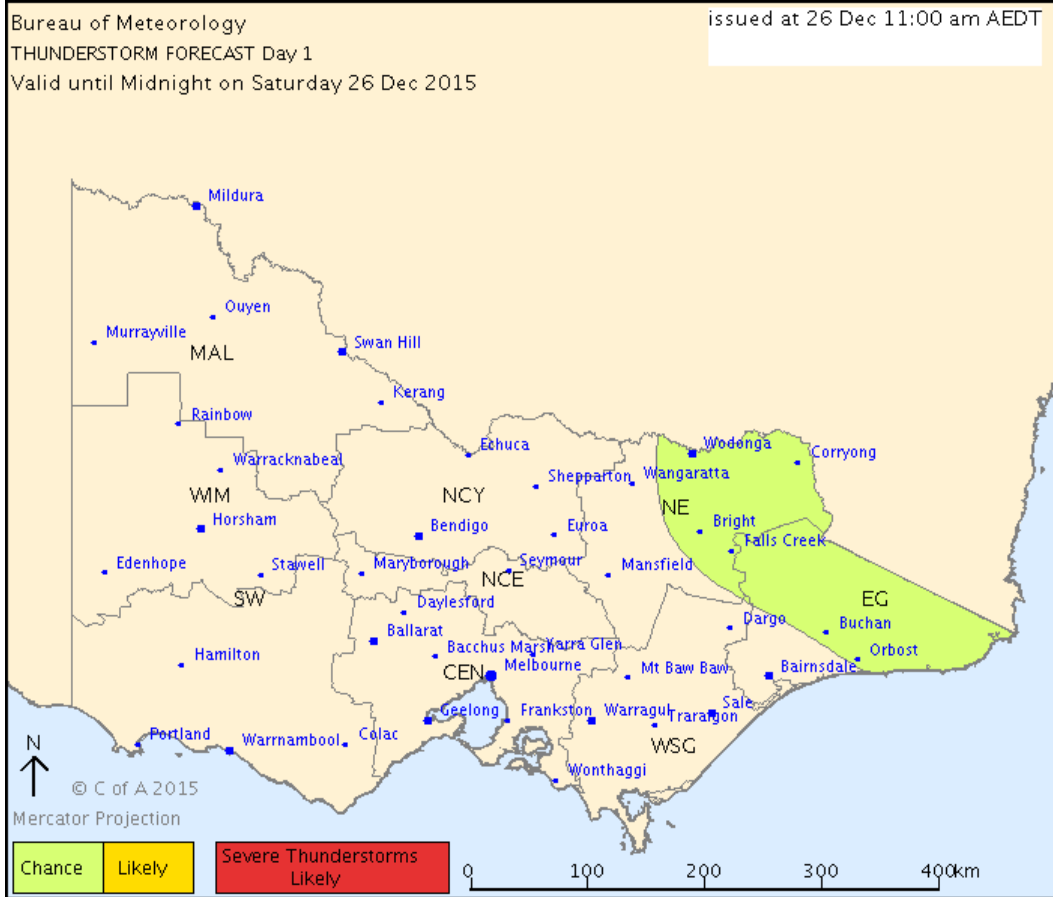 Bureau of Meteorology
issued at 26 Dec 11:00 am AEDT
THUNDERSTORM FORECAST Day 1
Valid until Midnight on Saturday 26 Dec 2015
Mildura
Ouyen
Murrayville
MAL
Swan Hill
Kerang
Rainbow
Echuca
Wodonga
Corryong
Warracknabeal
Shepparton
Wangaratta
WIM
NCY
NE
Horsham
Bendigo
Euroa
Bright
Falls Creek
Edenhope
Stawell
Maryborough
Seymour
Mansfield
NCE
SW
EG
Daylesford
Dargo
Buchan
Ballarat
Bacchus Marsh
Yarra Glen
Orbost
Hamilton
CEN
Melbourne
Mt Baw Baw
Bairnsdale
Geelong
Frankston
Warragul
Traralgon
Sale
Portland
Warrnambool
Colac
WSG
N
Wonthaggi
© C of A 2015
Mercator Projection
Chance
Likely
Severe Thunderstorms
Likely
0 100 200 300 400km